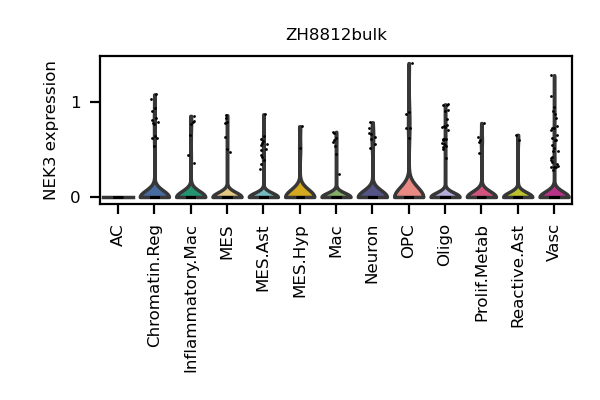 ZH8812bulk
NEK3 expression
1
0
AC
Chromatin.Reg
Inflammatory.Mac
MES
MES.Ast
MES.Hyp
Mac
Neuron
OPC
Oligo
Prolif.Metab
Reactive.Ast
Vasc